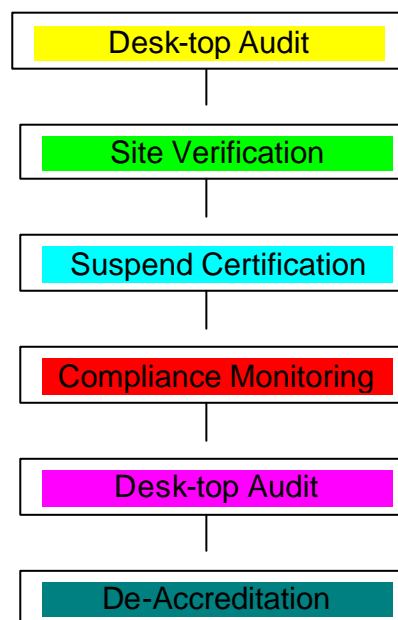 Desk-top Audit
Site Verification
Suspend Certification
Compliance Monitoring
Desk-top Audit
De-Accreditation